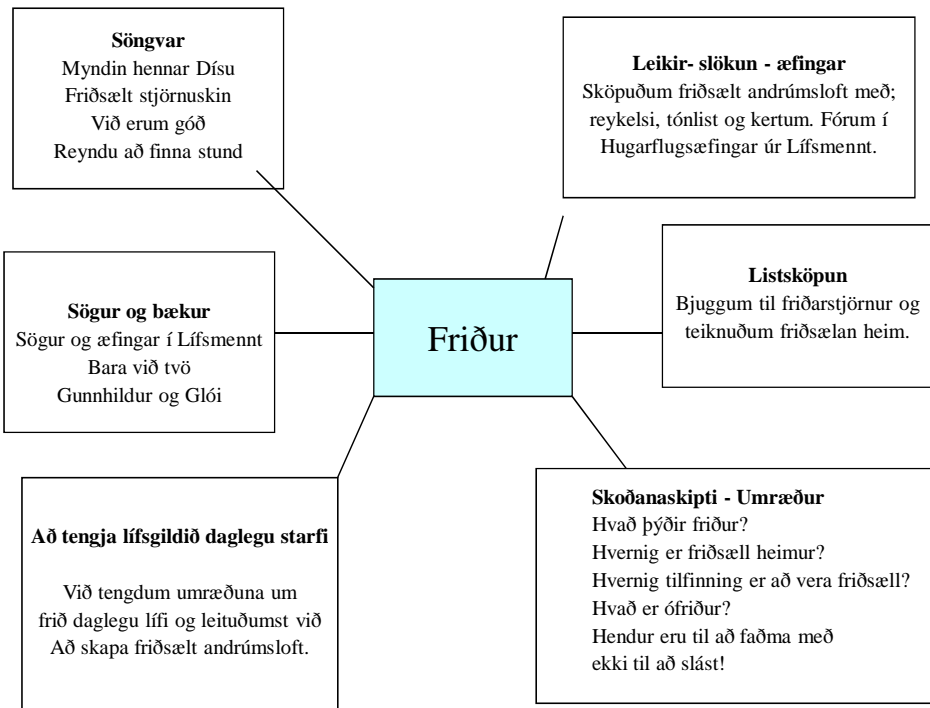 Söngvar
Myndin hennar Dísu
Friðsælt stjörnuskin
Við erum góð
Reyndu að finna stund
Leikir- slökun - æfingar
Sköpuðum friðsælt andrúmsloft með;
reykelsi, tónlist og kertum. Fórum í
Hugarflugsæfingar úr Lífsmennt.
Sögur og bækur
Sögur og æfingar í Lífsmennt
Bara við tvö
Gunnhildur og Glói
Friður
Listsköpun
Bjuggum til friðarstjörnur og
teiknuðum friðsælan heim.
Að tengja lífsgildið daglegu starfi
Við tengdum umræðuna um
frið daglegu lífi og leituðumst við
Að skapa friðsælt andrúmsloft.
Skoðanaskipti - Umræður
Hvað þýðir friður?
Hvernig er friðsæll heimur?
Hvernig tilfinning er að vera friðsæll?
Hvað er ófriður?
Hendur eru til að faðma með
ekki til að slást!